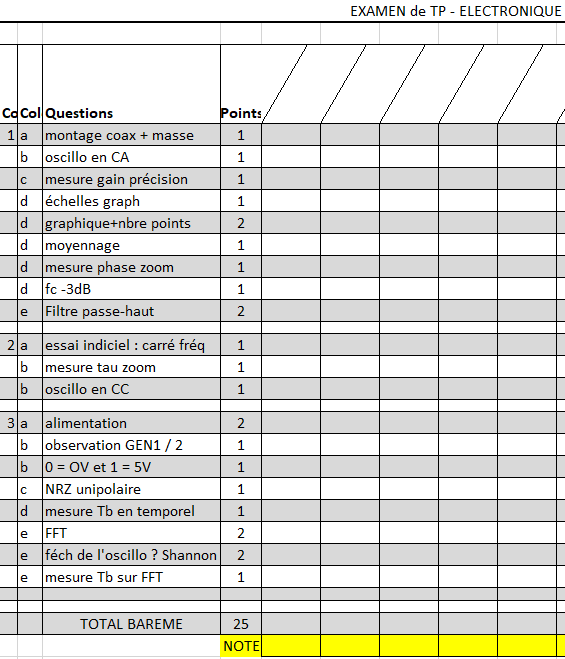 EXAMEN de TP - ELECTRONIQUE
Co Col Questions Points
1 a montage coax + masse 1
b oscillo en CA 1
c mesure gain précision 1
d échelles graph 1
d graphique+nbre points 2
d moyennage 1
d mesure phase zoom 1
d fc -3dB 1
e Filtre passe-haut 2
2 a essai indiciel : carré fréq 1
b mesure tau zoom 1
b oscillo en CC 1
3 a alimentation 2
b observation GEN1 / 2 1
b 0 = OV et 1 = 5V 1
c NRZ unipolaire 1
d mesure Tb en temporel 1
e FFT 2
e féch de l'oscillo ? Shannon 2
e mesure Tb sur FFT 1
TOTAL BAREME 25
NOTE